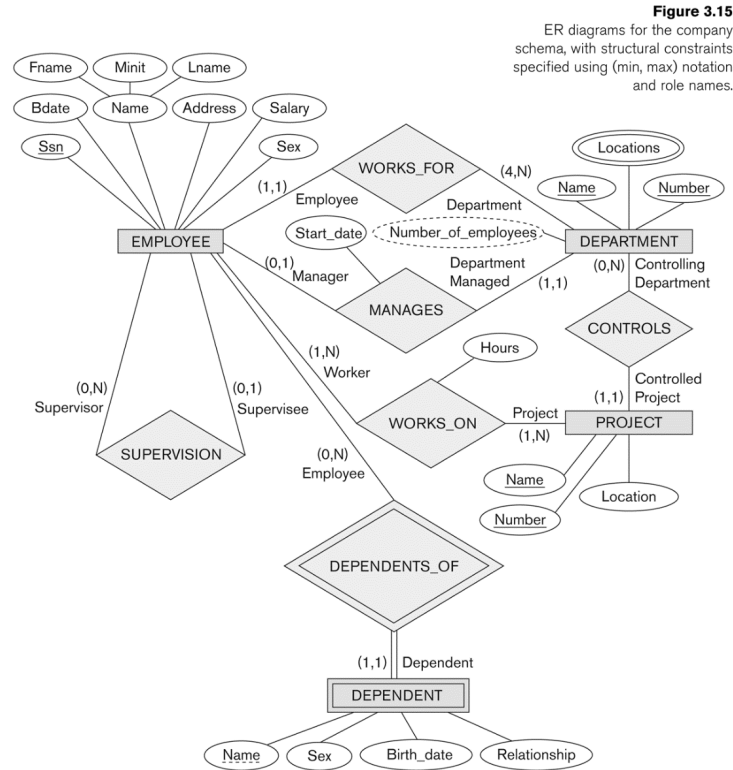 Figure 3.15
ER diagrams for the company
schema, with structural constraints
specified using (min, max) notation
and role names.
Fname
Minit
Lname
Bdate
Name
Address
Salary
Ssn
Sex
WORKS_FOR
(1,1)
Employee
(4,N)
Department
Locations
Name
Number
Number_of_employees
Start_date
EMPLOYEE
DEPARTMENT
(0,1)
Manager
MANAGES
Department
Managed
(1,1)
(0,N)
Controlling
Department
CONTROLS
(1,N)
Worker
Hours
(1,1)
Controlled
Project
(0,N)
Supervisor
(0,1)
Supervisee
SUPERVISION
WORKS_ON
Project
(1,N)
PROJECT
(0,N)
Employee
Name
Number
Location
DEPENDENTS_OF
(1,1)
Dependent
DEPENDENT
Name
Sex
Birth_date
Relationship